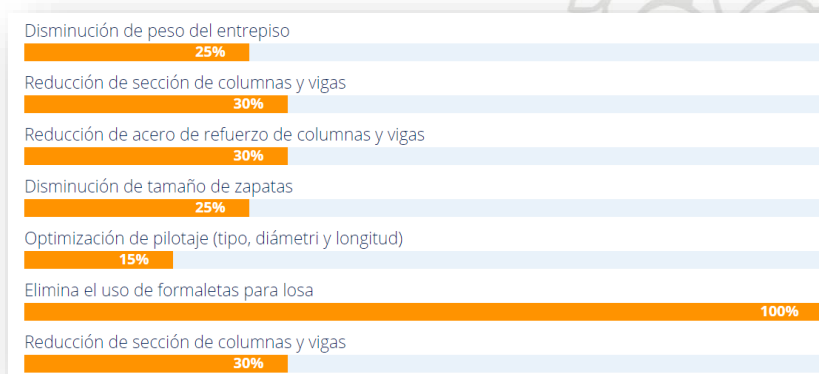 Disminución de peso del entrepiso
25%
Reducción de sección de columnas y vigas
30%
Reducción de acero de refuerzo de columnas y vigas
30%
Disminución de tamaño de zapatas
25%
Optimización de pilotaje (tipo, diámetri y longitud)
15%
Elimina el uso de formaletas para losa
100%
Reducción de sección de columnas y vigas
30%